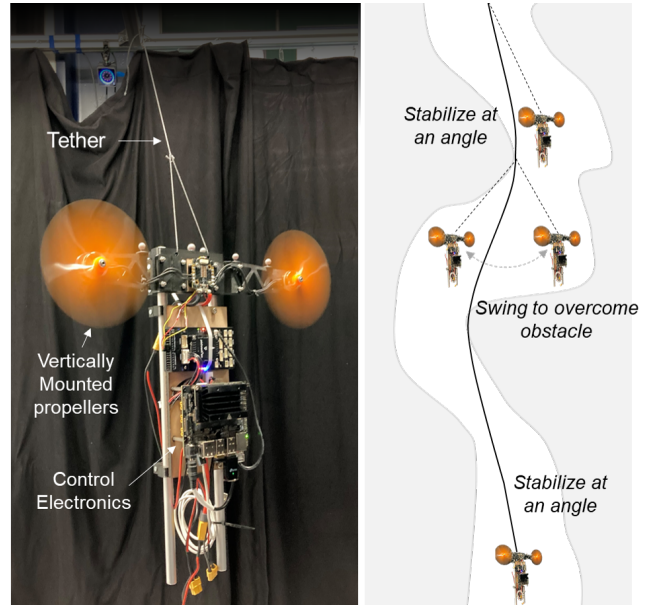 Tether
Vertically
Mounted
propellers
Control
Electronics
Stabilize at
an angle
Swing to overcome
obstacle
Stabilize at
an angle